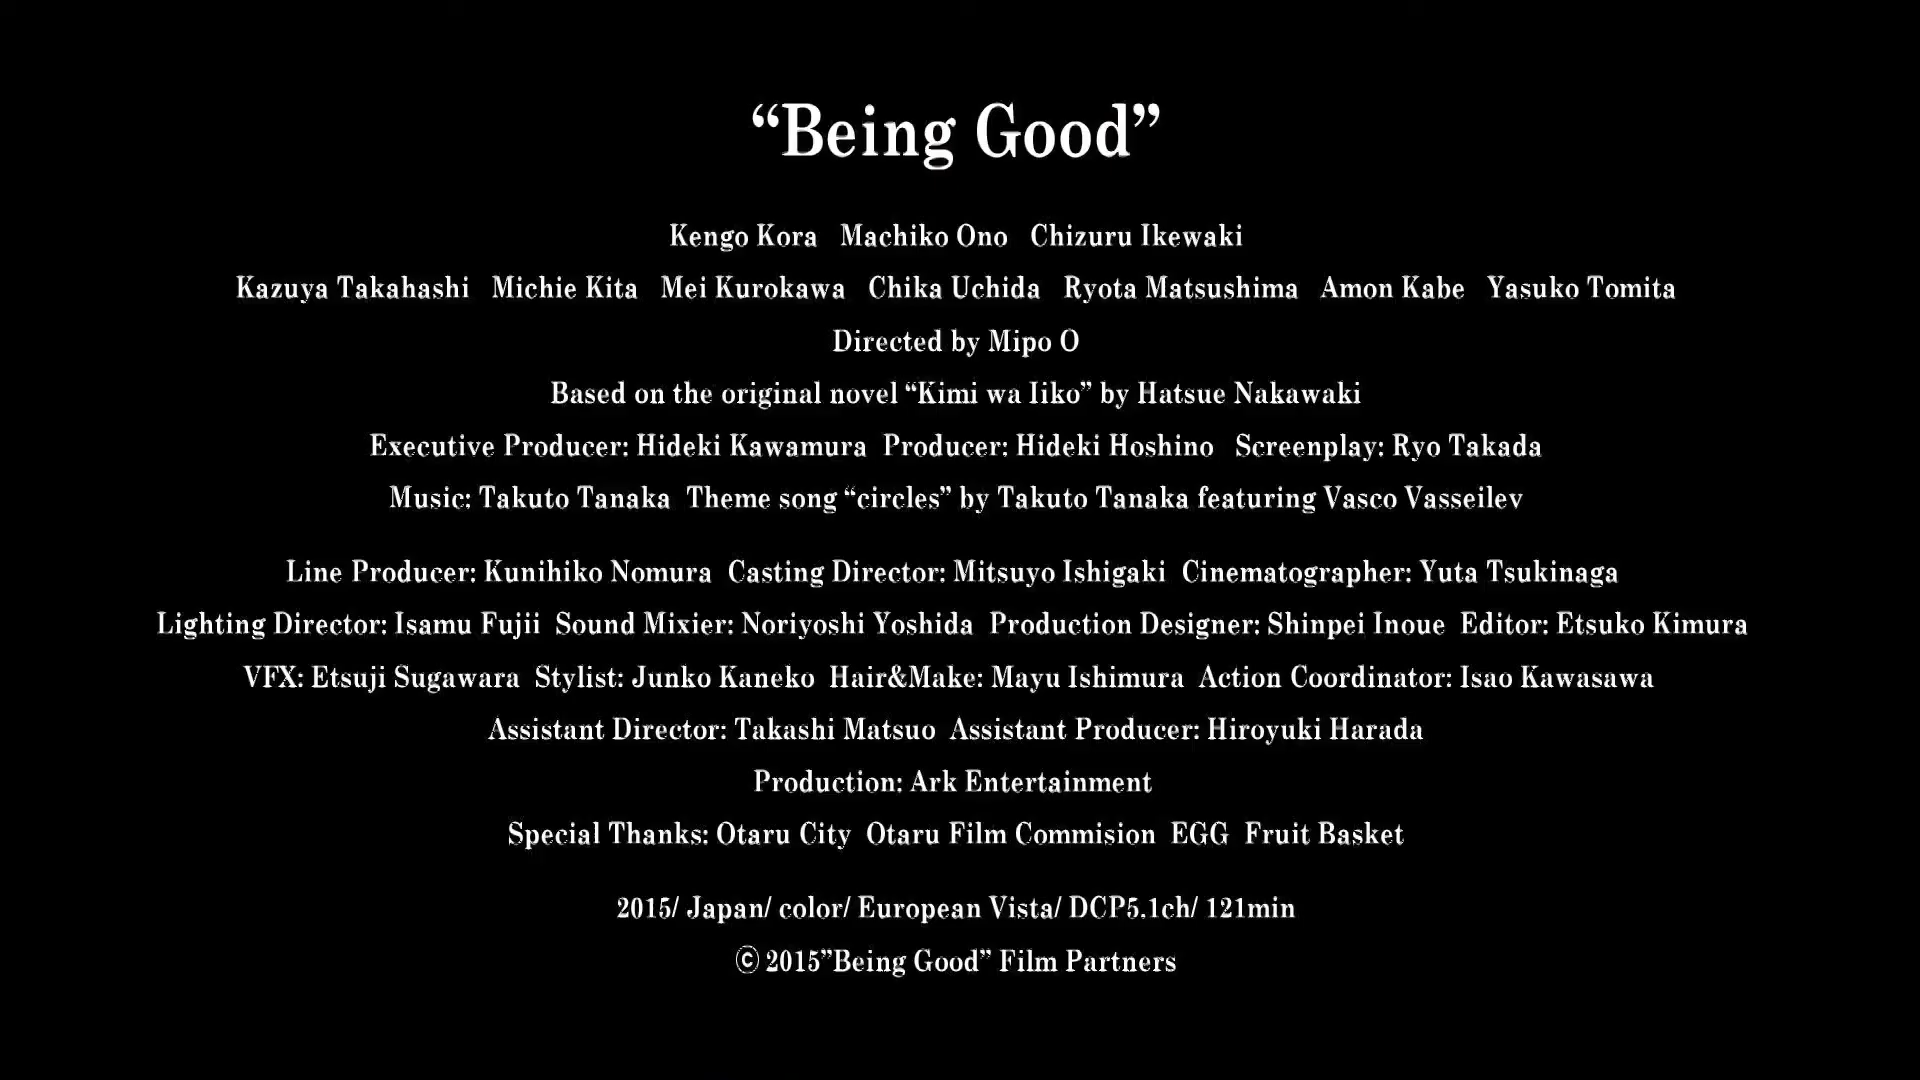 “Being Good”
Kengo Kora Machiko Ono Chizuru Ikewaki
Kazuya Takahashi Michie Kita Mei Kurokawa Chika Uchida Ryota Matsushima Amon Kabe Yasuko Tomita
Directed by Mipo O
Based on the original novel “Kimi wa Iiko” by Hatsue Nakawaki
Executive Producer: Hideki Kawamura Producer: Hideki Hoshino Screenplay: Ryo Takada
Music: Takuto Tanaka Theme song “circles” by Takuto Tanaka featuring Vasco Vasseilev
Line Producer: Kunihiko Nomura Casting Director: Mitsuyo Ishigaki Cinematographer: Yuta Tsukinaga
Lighting Director: Isamu Fujii Sound Mixier: Noriyoshi Yoshida Production Designer: Shinpei Inoue Editor: Etsuko Kimura
VFX: Etsuji Sugawara Stylist: Junko Kaneko Hair&Make: Mayu Ishimura Action Coordinator: Isao Kawasawa
Assistant Director: Takashi Matsuo Assistant Producer: Hiroyuki Harada
Production: Ark Entertainment
Special Thanks: Otaru City Otaru Film Commision EGG Fruit Basket
2015/ Japan/ color/ European Vista/ DCP5.1ch/ 121min
©2015”Being Good” Film Partners